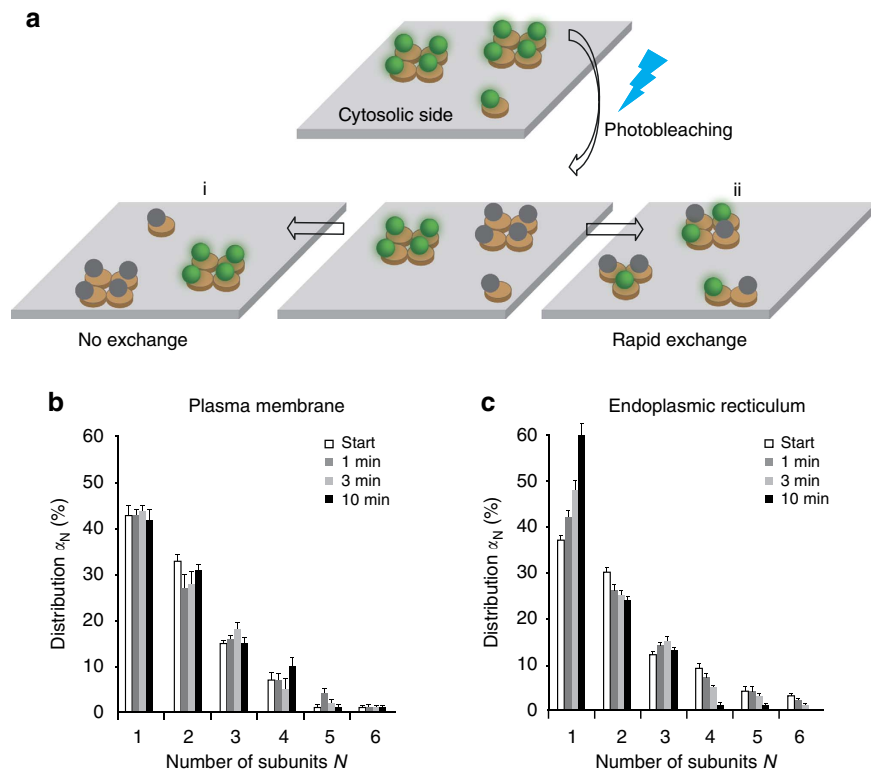 a
Cytosolic side
Photobleaching
i
ii
No exchange
Rapid exchange
b
Plasma membrane
Distribution αN (%)
60
50
40
30
20
10
0
Start
1 min
3 min
10 min
1 2 3 4 5 6
Number of subunits N
c
Endoplasmic recticulum
Distribution αN (%)
60
50
40
30
20
10
0
Start
1 min
3 min
10 min
1 2 3 4 5 6
Number of subunits N